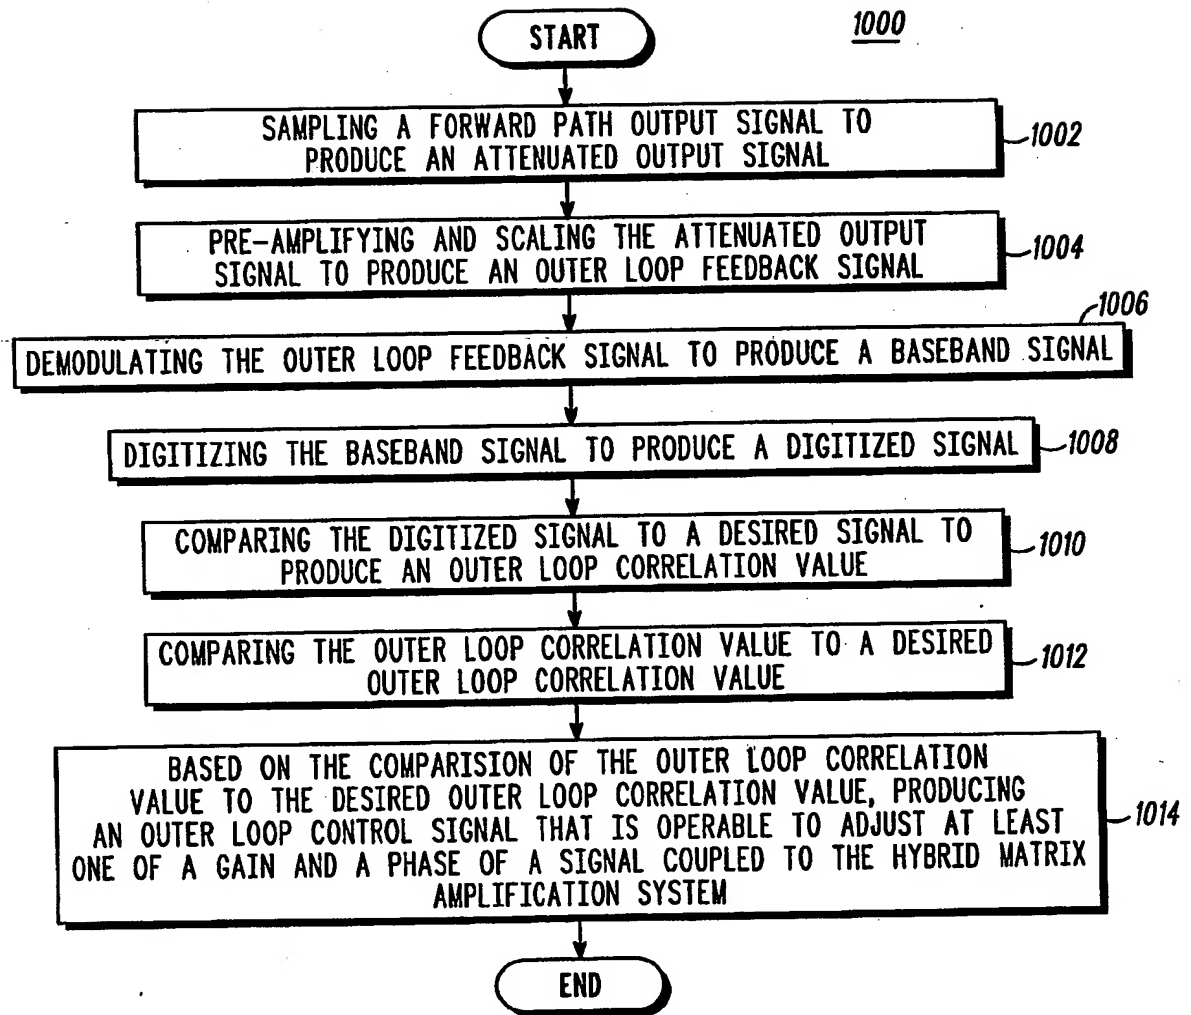 1000
START
SAMPLING A FORWARD PATH OUTPUT SIGNAL TO
PRODUCE AN ATTENUATED OUTPUT SIGNAL
1002
PRE-AMPLIFYING AND SCALING THE ATTENUATED OUTPUT
SIGNAL TO PRODUCE AN OUTER LOOP FEEDBACK SIGNAL
1004
1006
DEMODULATING THE OUTER LOOP FEEDBACK SIGNAL TO PRODUCE A BASEBAND SIGNAL
DIGITIZING THE BASEBAND SIGNAL TO PRODUCE A DIGITIZED SIGNAL
1008
COMPARING THE DIGITIZED SIGNAL TO A DESIRED SIGNAL TO
PRODUCE AN OUTER LOOP CORRELATION VALUE
1010
COMPARING THE OUTER LOOP CORRELATION VALUE TO A DESIRED
OUTER LOOP CORRELATION VALUE
1012
BASED ON THE COMPARISION OF THE OUTER LOOP CORRELATION
VALUE TO THE DESIRED OUTER LOOP CORRELATION VALUE, PRODUCING
AN OUTER LOOP CONTROL SIGNAL THAT IS OPERABLE TO ADJUST AT LEAST
ONE OF A GAIN AND A PHASE OF A SIGNAL COUPLED TO THE HYBRID MATRIX
AMPLIFICATION SYSTEM
1014
END